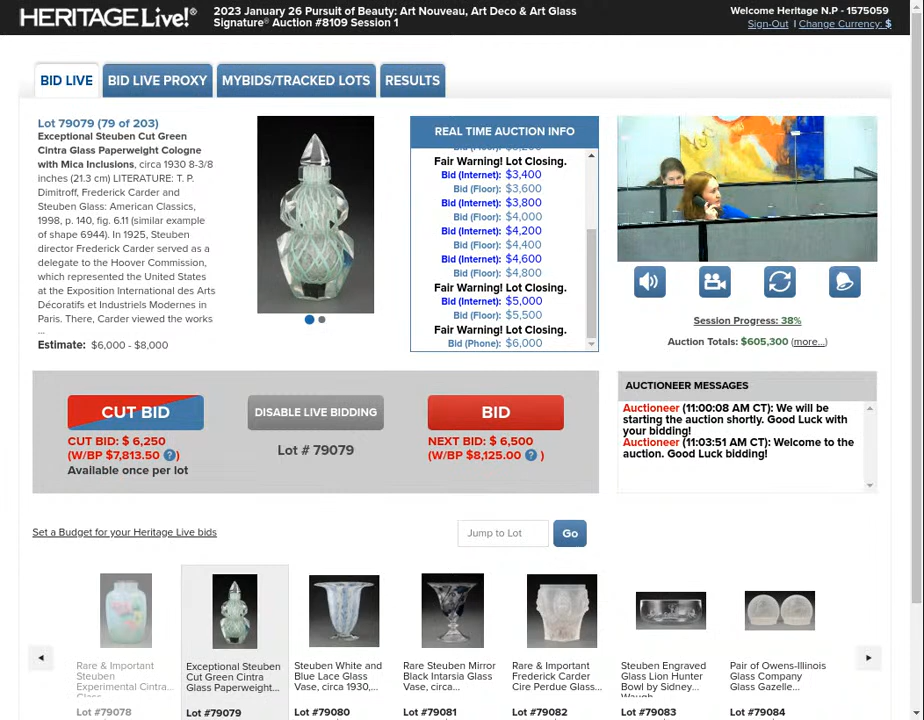 HERITAGE Live!®
2023 January 26 Pursuit of Beauty: Art Nouveau, Art Deco & Art Glass
Signature® Auction #8109 Session 1
Welcome Heritage N.P - 1575059
Sign-Out | Change Currency: $
BID LIVE
BID LIVE PROXY
MYBIDS/TRACKED LOTS
RESULTS
Lot 79079 (79 of 203)
Exceptional Steuben Cut Green
Cintra Glass Paperweight Cologne
with Mica Inclusions, circa 1930 8-3/8
inches (21.3 cm) LITERATURE: T. P.
Dimitroff, Frederick Carder and
Steuben Glass: American Classics,
1998, p. 140, fig. 6.11 (similar example
of shape 6944). In 1925, Steuben
director Frederick Carder served as a
delegate to the Hoover Commission,
which represented the United States
at the Exposition International des Arts
Décoratifs et Industriels Modernes in
Paris. There, Carder viewed the works
...
Estimate: $6,000 - $8,000
REAL TIME AUCTION INFO
Fair Warning! Lot Closing.
Bid (Internet): $3,400
Bid (Floor): $3,600
Bid (Internet): $3,800
Bid (Floor): $4,000
Bid (Internet): $4,200
Bid (Floor): $4,400
Bid (Internet): $4,600
Bid (Floor): $4,800
Fair Warning! Lot Closing.
Bid (Internet): $5,000
Bid (Floor): $5,500
Fair Warning! Lot Closing.
Bid (Phone): $6,000
Session Progress: 38%
Auction Totals: $605,300 (more...)
CUT BID
CUT BID: $ 6,250
(W/BP $7,813.50 ?)
Available once per lot
DISABLE LIVE BIDDING
Lot # 79079
BID
NEXT BID: $ 6,500
(W/BP $8,125.00 ? )
AUCTIONEER MESSAGES
Auctioneer (11:00:08 AM CT): We will be
starting the auction shortly. Good Luck with
your bidding!
Auctioneer (11:03:51 AM CT): Welcome to the
auction. Good Luck bidding!
Set a Budget for your Heritage Live bids
Jump to Lot
Go
Rare & Important
Steuben
Experimental Cintra...
Lot #79078
Exceptional Steuben
Cut Green Cintra
Glass Paperweight...
Lot #79079
Steuben White and
Blue Lace Glass
Vase, circa 1930,...
Lot #79080
Rare Steuben Mirror
Black Intarsia Glass
Vase, circa...
Lot #79081
Rare & Important
Frederick Carder
Cire Perdue Glass...
Lot #79082
Steuben Engraved
Glass Lion Hunter
Bowl by Sidney...
Lot #79083
Pair of Owens-Illinois
Glass Company
Glass Gazelle...
Lot #79084